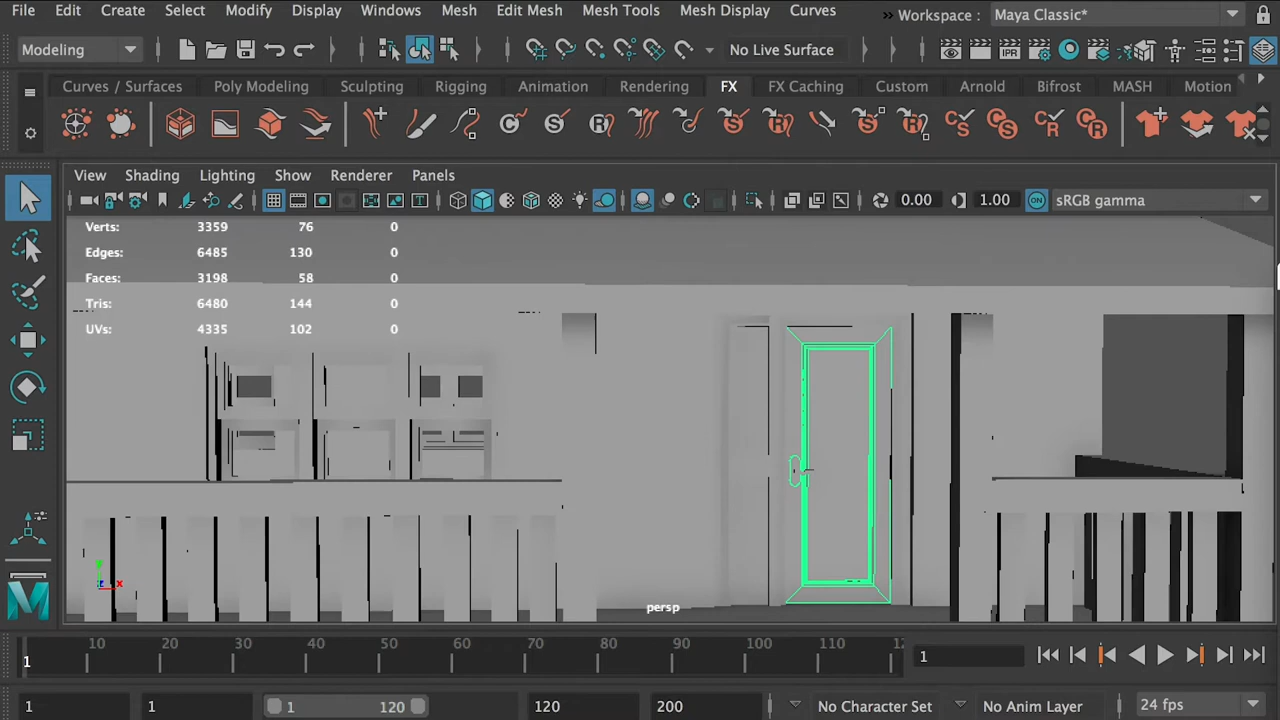 File Edit Create Select Modify Display Windows Mesh Edit Mesh Mesh Tools Mesh Display Curves » Workspace : Maya Classic*
Modeling No Live Surface IPR
Curves / Surfaces Poly Modeling Sculpting Rigging Animation Rendering FX FX Caching Custom Arnold Bifrost MASH Motion
View Shading Lighting Show Renderer Panels
0.00 1.00 ON sRGB gamma
Verts: 3359 76 0
Edges: 6485 130 0
Faces: 3198 58 0
Tris: 6480 144 0
UVs: 4335 102 0
y
z x
persp
10 20 30 40 50 60 70 80 90 100 110 12
1 1
1 1 1 120 120 200 No Character Set No Anim Layer 24 fps